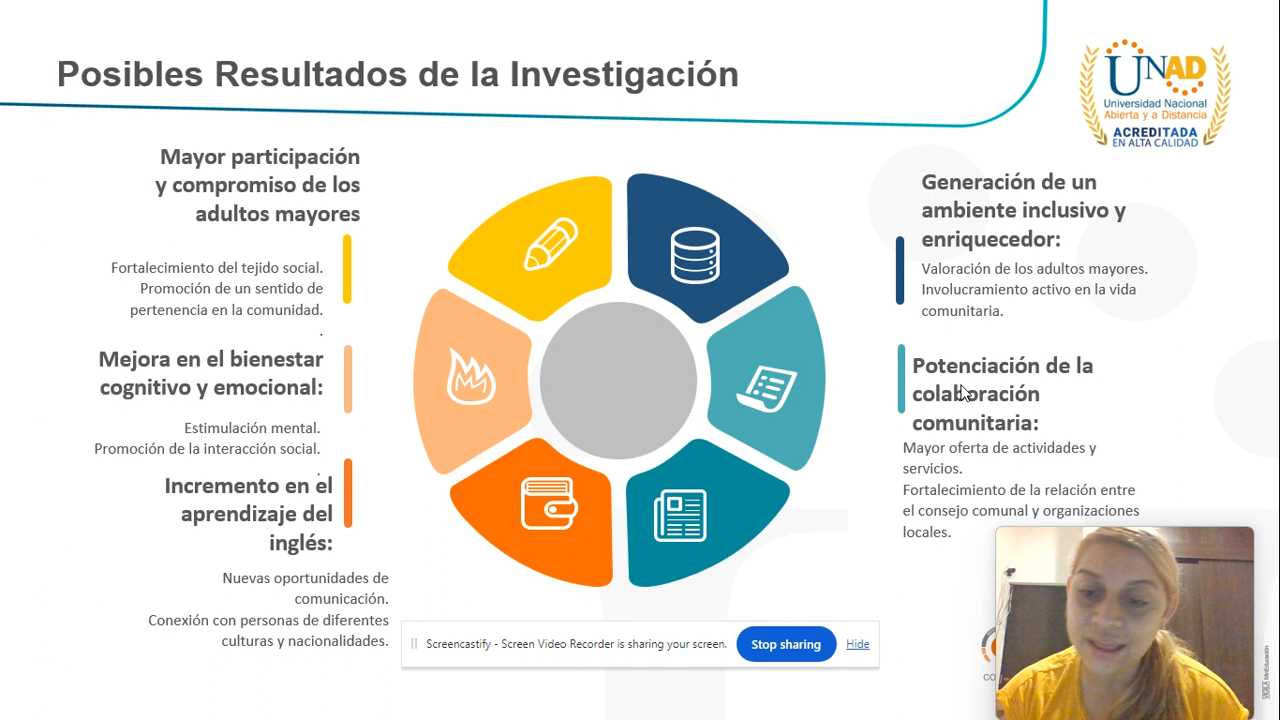 Posibles Resultados de la Investigación
UNAD
Universidad Nacional
Abierta y a Distancia
ACREDITADA
EN ALTA CALIDAD
Mayor participación
y compromiso de los
adultos mayores
Fortalecimiento del tejido social.
Promoción de un sentido de
pertenencia en la comunidad.
.
Mejora en el bienestar
cognitivo y emocional:
Estimulación mental.
Promoción de la interacción social.
.
Incremento en el
aprendizaje del
inglés:
Nuevas oportunidades de
comunicación.
Conexión con personas de diferentes
culturas y nacionalidades.
Generación de un
ambiente inclusivo y
enriquecedor:
Valoración de los adultos mayores.
Involucramiento activo en la vida
comunitaria.
Potenciación de la
colaboración
comunitaria:
Mayor oferta de actividades y
servicios.
Fortalecimiento de la relación entre
el consejo comunal y organizaciones
locales.
Screencastify - Screen Video Recorder is sharing your screen.
Stop sharing
Hide
CO
MinEducación